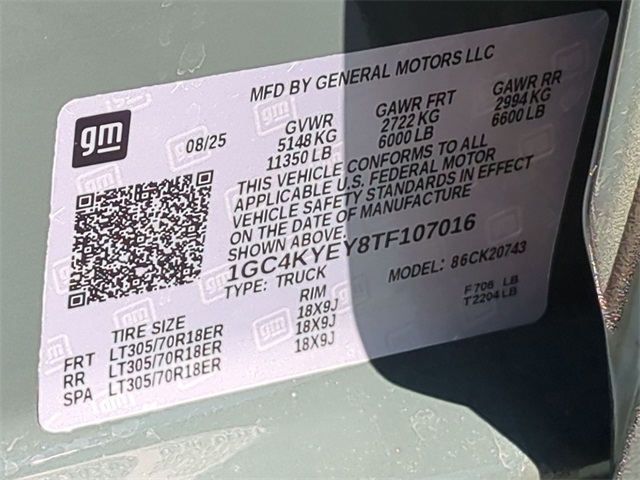 MFD BY GENERAL MOTORS LLC
gm
08/25
GVWR GAWR FRT GAWR RR
5148 KG 2722 KG 2994 KG
11350 LB 6000 LB 6600 LB
THIS VEHICLE CONFORMS TO ALL
APPLICABLE U.S. FEDERAL MOTOR
VEHICLE SAFETY STANDARDS IN EFFECT
ON THE DATE OF MANUFACTURE
SHOWN ABOVE.
1GC4KYEY8TF107016
TYPE: TRUCK MODEL: 86CK20743
F 706 LB
T2204 LB
TIRE SIZE RIM
FRT LT305/70R18ER 18X9J
RR LT305/70R18ER 18X9J
SPA LT305/70R18ER 18X9J